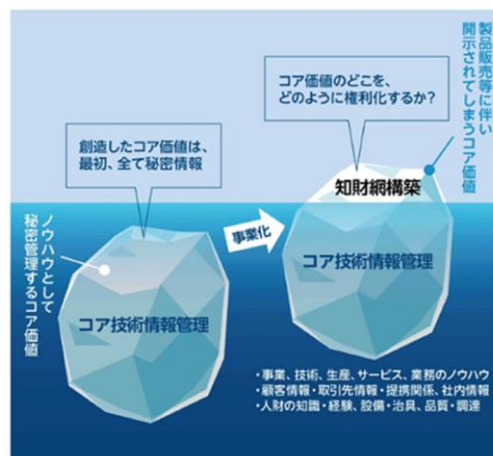 創造したコア価値は、
最初、全て秘密情報
ノウハウとして
秘密管理するコア価値
コア技術情報管理
事業化
コア価値のどこを、
どのように権利化するか？
製品販売等に伴い
開示されてしまうコア価値
知財網構築
コア技術情報管理
・事業、技術、生産、サービス、業務のノウハウ
・顧客情報・取引先情報・提携関係、社内情報
・人財の知識・経験、設備・治具、品質・調達